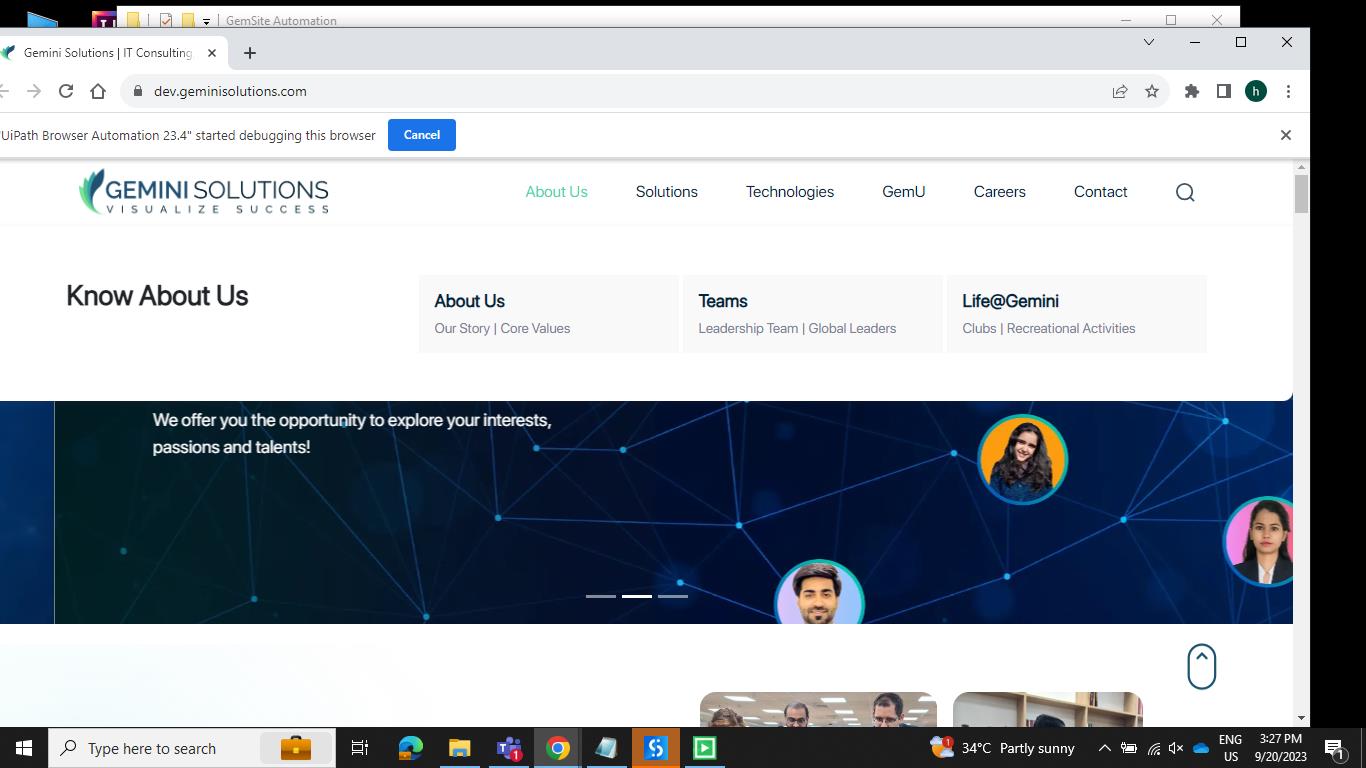 GemSite Automation
Gemini Solutions | IT Consulting
dev.geminisolutions.com
h
UiPath Browser Automation 23.4" started debugging this browser
Cancel
GEMINI SOLUTIONS
VISUALIZE SUCCESS
About Us
Solutions
Technologies
GemU
Careers
Contact
Know About Us
About Us
Our Story | Core Values
Teams
Leadership Team | Global Leaders
Life@Gemini
Clubs | Recreational Activities
We offer you the opportunity to explore your interests,
passions and talents!
Type here to search
1
1
34°C Partly sunny
ENG
US
3:27 PM
9/20/2023
1